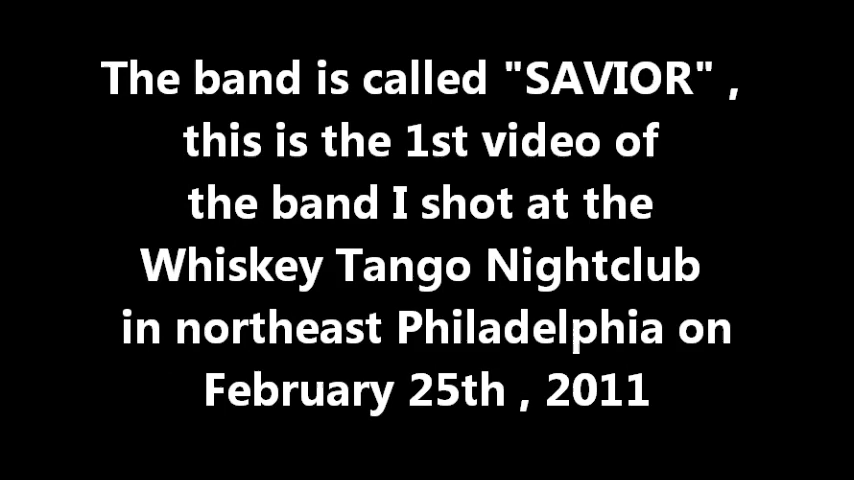 The band is called "SAVIOR" ,
this is the 1st video of
the band I shot at the
Whiskey Tango Nightclub
in northeast Philadelphia on
February 25th , 2011